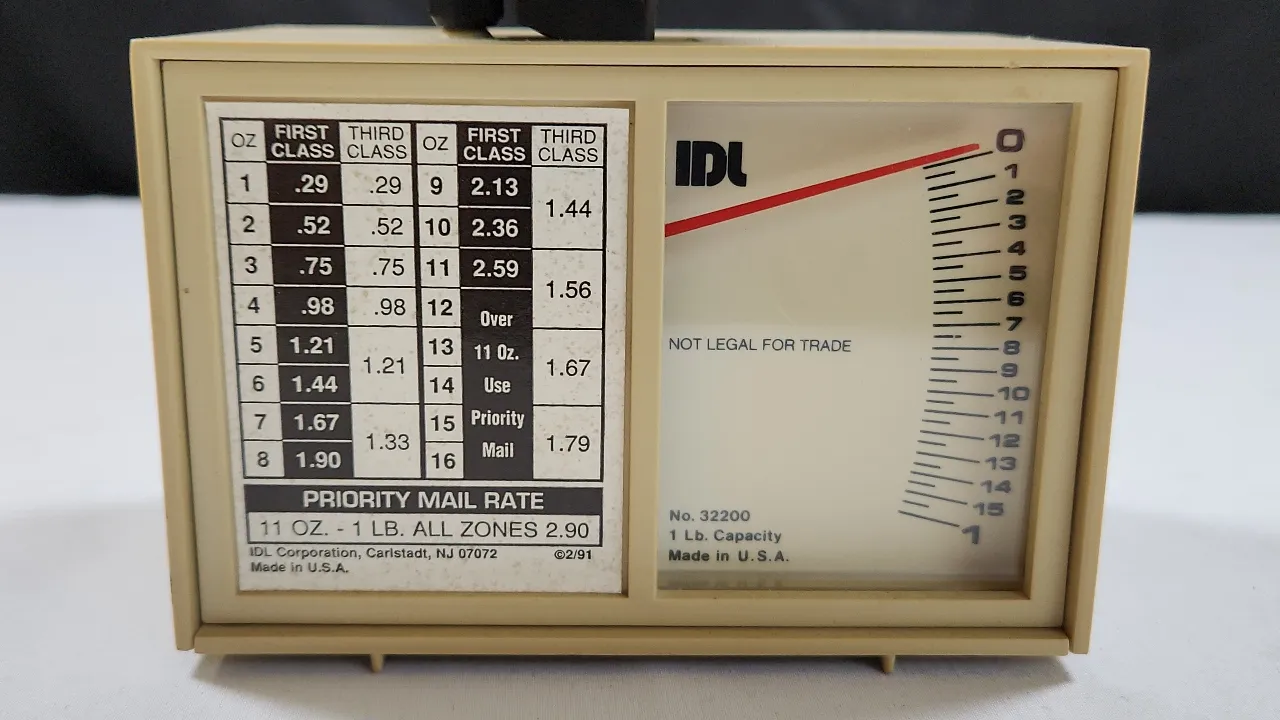 OZ FIRST CLASS THIRD CLASS OZ FIRST CLASS THIRD CLASS
1 .29 .29 9 2.13 1.44
2 .52 .52 10 2.36
3 .75 .75 11 2.59 1.56
4 .98 .98 12 Over
5 1.21 1.21 13 11 Oz. 1.67
6 1.44 14 Use
7 1.67 1.33 15 Priority 1.79
8 1.90 16 Mail
PRIORITY MAIL RATE
11 OZ. - 1 LB. ALL ZONES 2.90
IDL Corporation, Carlstadt, NJ 07072 ©2/91
Made in U.S.A.
IDL
0
1
2
3
4
5
6
7
8
9
10
11
12
13
14
15
1
NOT LEGAL FOR TRADE
No. 32200
1 Lb. Capacity
Made in U.S.A.